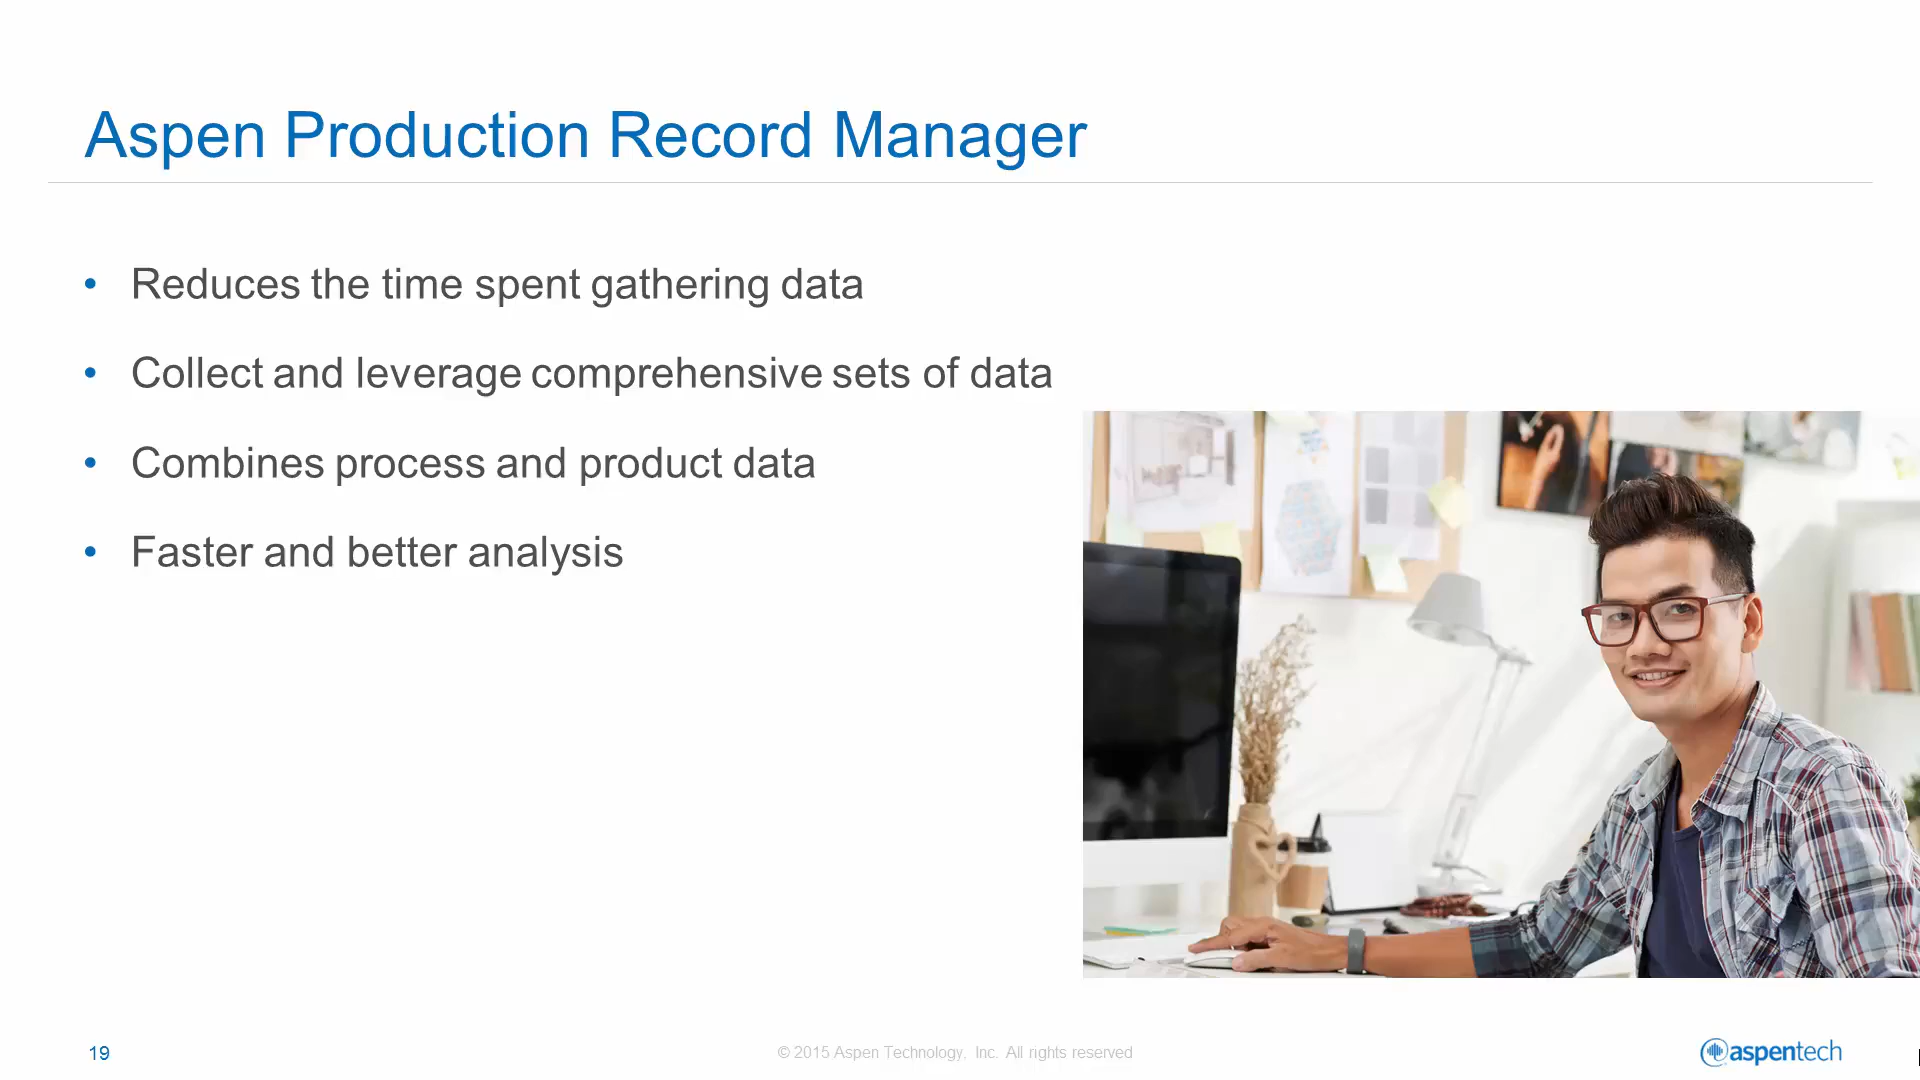 Aspen Production Record Manager
• Reduces the time spent gathering data
• Collect and leverage comprehensive sets of data
• Combines process and product data
• Faster and better analysis
19
© 2015 Aspen Technology, Inc. All rights reserved
aspentech